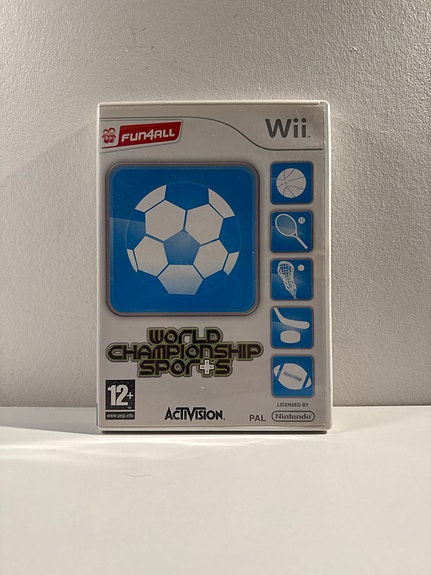 FUN4ALL
Wii
WORLD
CHAMPIONSHIP
SPORTS
12+
www.pegi.info
ACTIVISION.
PAL
LICENSED BY
Nintendo